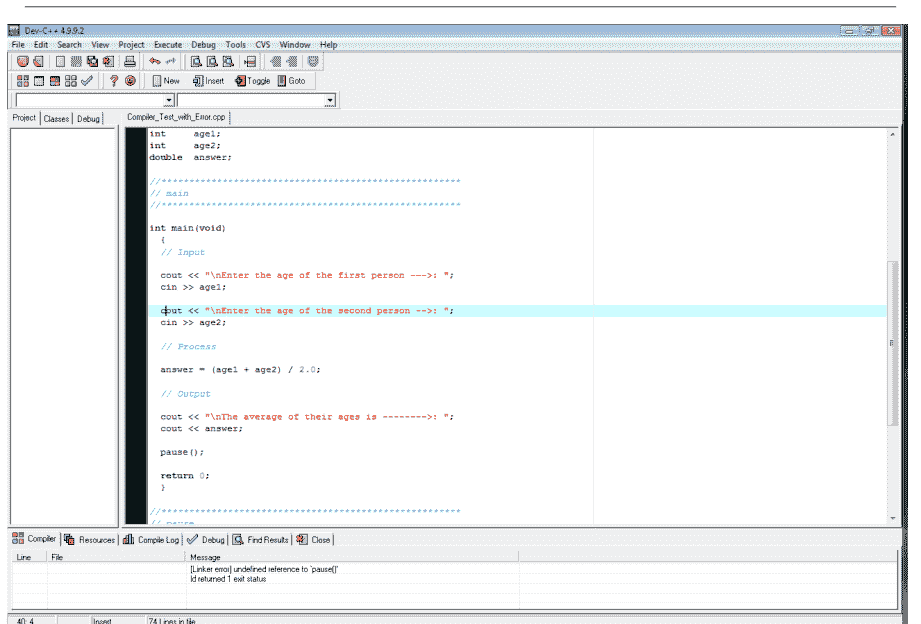 Dev-C++ 4.9.9.2
File Edit Search View Project Execute Debug Tools CVS Window Help
New Insert Toggle Goto
Project Classes Debug Compiler_Test_with_Error.cpp
int age1;
int age2;
double answer;
//******************************************************
// main
//******************************************************
int main(void)
{
// Input
cout << "\nEnter the age of the first person --->: ";
cin >> age1;
cout << "\nEnter the age of the second person -->: ";
cin >> age2;
// Process
answer = (age1 + age2) / 2.0;
// Output
cout << "\nThe average of their ages is -------->: ";
cout << answer;
pause();
return 0;
}
//******************************************************
// pause
Compiler Resources Compile Log Debug Find Results Close
Line File Message
[Linker error] undefined reference to `pause()'
ld returned 1 exit status
40: 4 Insert 74 Lines in file